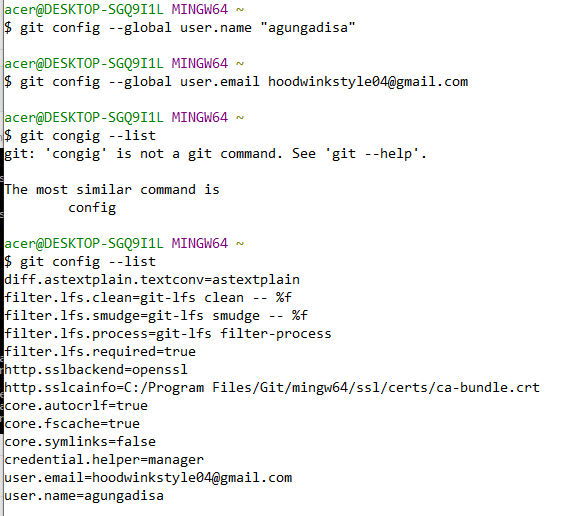 acer@DESKTOP-SGQ9I1L MINGW64 ~
$ git config --global user.name "agungadisa"

acer@DESKTOP-SGQ9I1L MINGW64 ~
$ git config --global user.email hoodwinkstyle04@gmail.com

acer@DESKTOP-SGQ9I1L MINGW64 ~
$ git congig --list
git: 'congig' is not a git command. See 'git --help'.

The most similar command is
        config

acer@DESKTOP-SGQ9I1L MINGW64 ~
$ git config --list
diff.astextplain.textconv=astextplain
filter.lfs.clean=git-lfs clean -- %f
filter.lfs.smudge=git-lfs smudge -- %f
filter.lfs.process=git-lfs filter-process
filter.lfs.required=true
http.sslbackend=openssl
http.sslcainfo=C:/Program Files/Git/mingw64/ssl/certs/ca-bundle.crt
core.autocrlf=true
core.fscache=true
core.symlinks=false
credential.helper=manager
user.email=hoodwinkstyle04@gmail.com
user.name=agungadisa